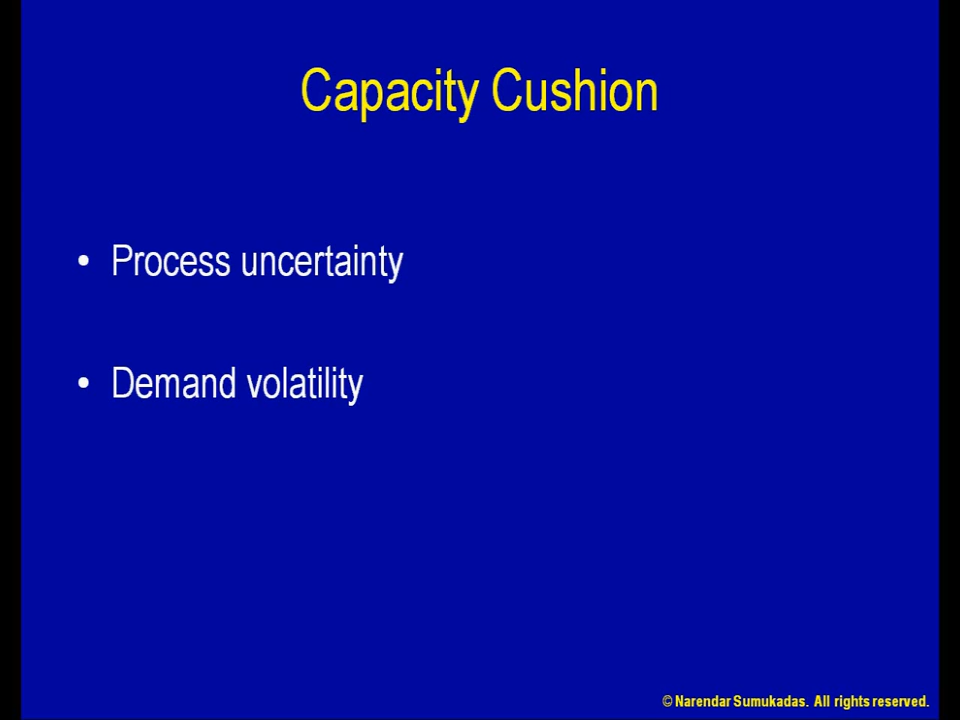 Capacity Cushion
• Process uncertainty
• Demand volatility
© Narendar Sumukadas. All rights reserved.